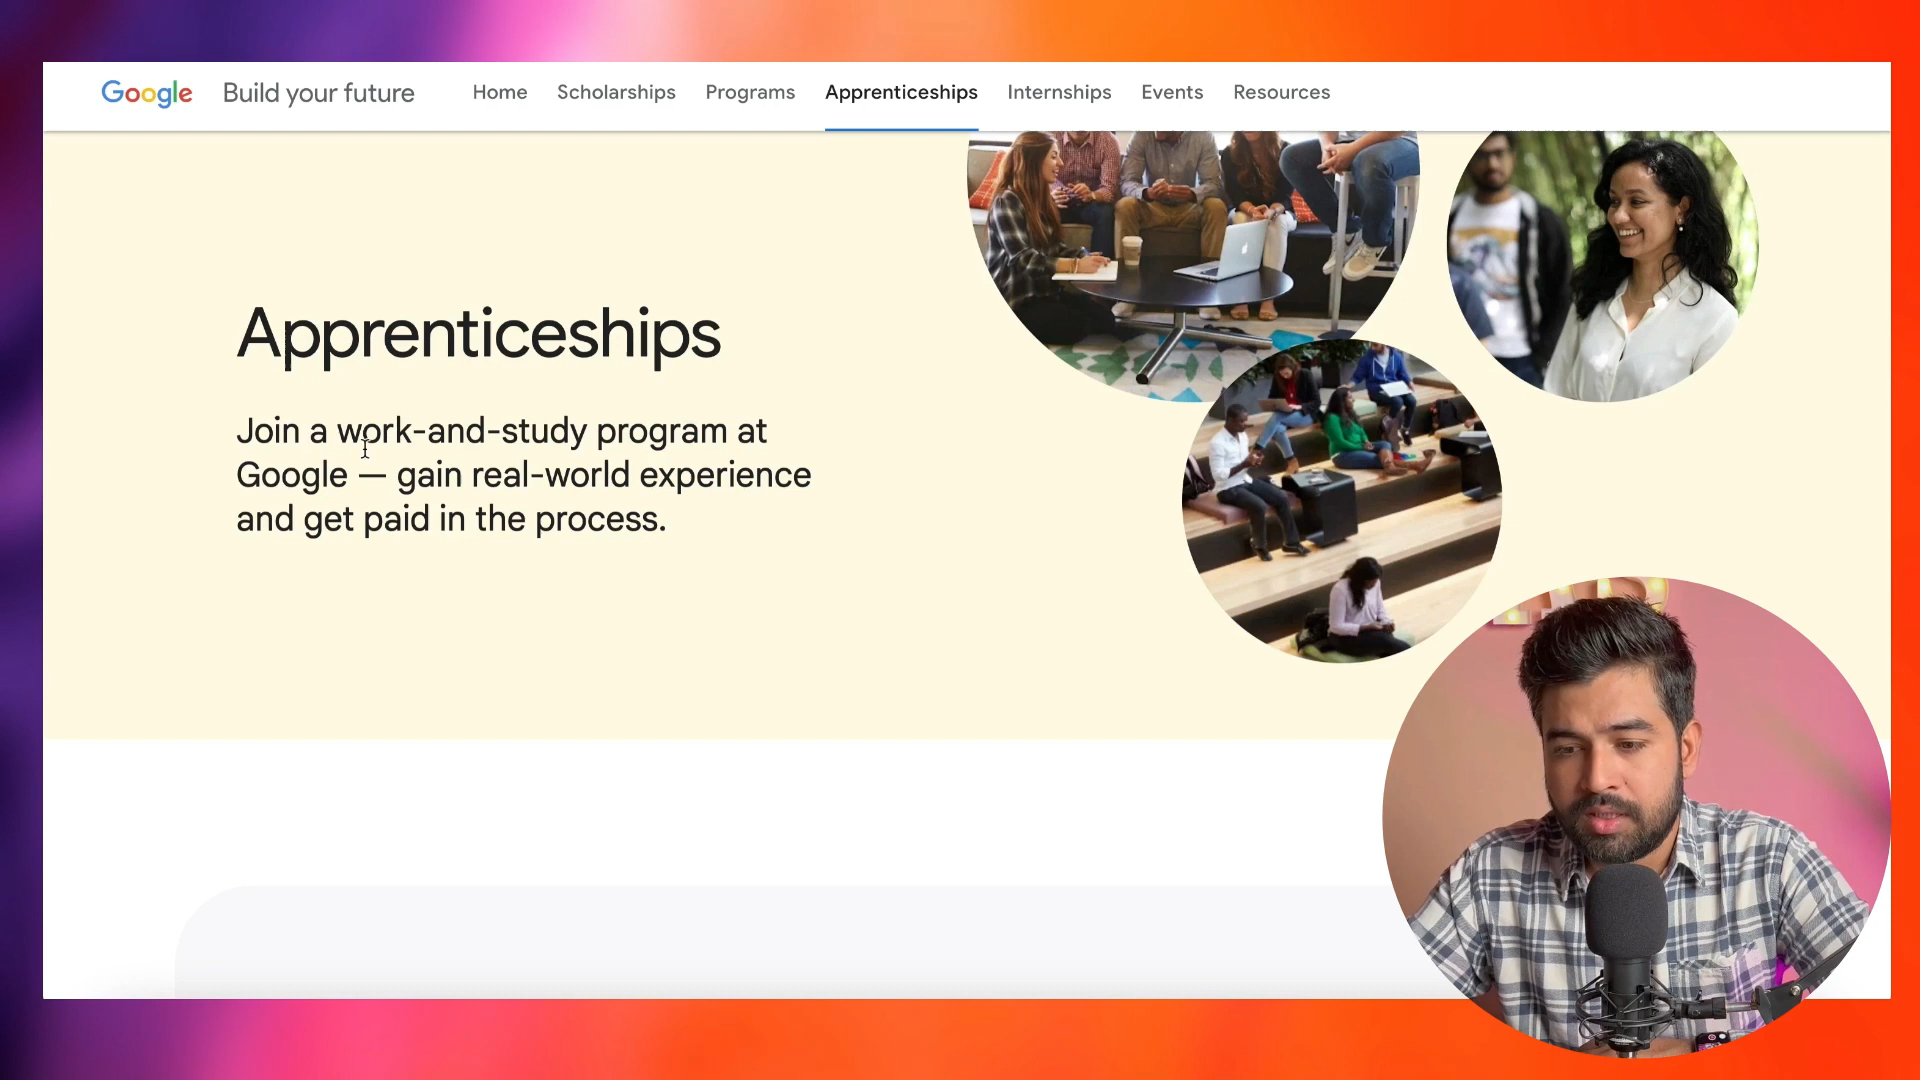 Google Build your future Home Scholarships Programs Apprenticeships Internships Events Resources
Apprenticeships
Join a work-and-study program at
Google — gain real-world experience
and get paid in the process.